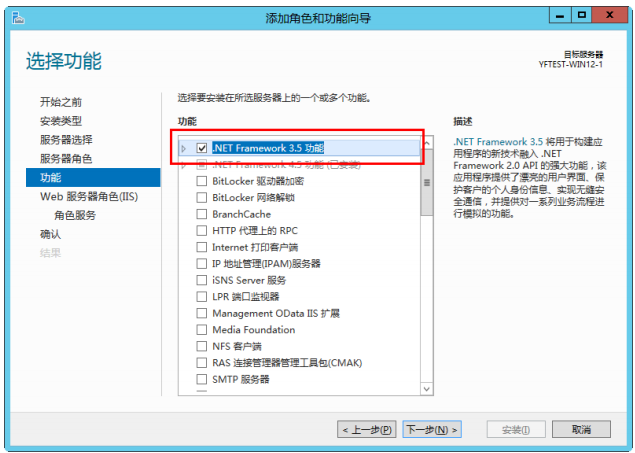 添加角色和功能向导
选择功能
目标服务器
YFTEST-WIN12-1
开始之前
安装类型
服务器选择
服务器角色
功能
Web 服务器角色(IIS)
角色服务
确认
结果
选择要安装在所选服务器上的一个或多个功能。
功能
.NET Framework 3.5 功能
.NET Framework 4.5 功能 (已安装)
BitLocker 驱动器加密
BitLocker 网络解锁
BranchCache
HTTP 代理上的 RPC
Internet 打印客户端
IP 地址管理(IPAM)服务器
iSNS Server 服务
LPR 端口监视器
Management OData IIS 扩展
Media Foundation
NFS 客户端
RAS 连接管理器管理工具包(CMAK)
SMTP 服务器
描述
.NET Framework 3.5 将用于构建应
用程序的新技术融入 .NET
Framework 2.0 API 的强大功能，该
应用程序提供了漂亮的用户界面、保
护客户的个人身份信息、实现无缝安
全通信，并提供对一系列业务流程进
行模拟的功能。
< 上一步(P)
下一步(N) >
安装(I)
取消